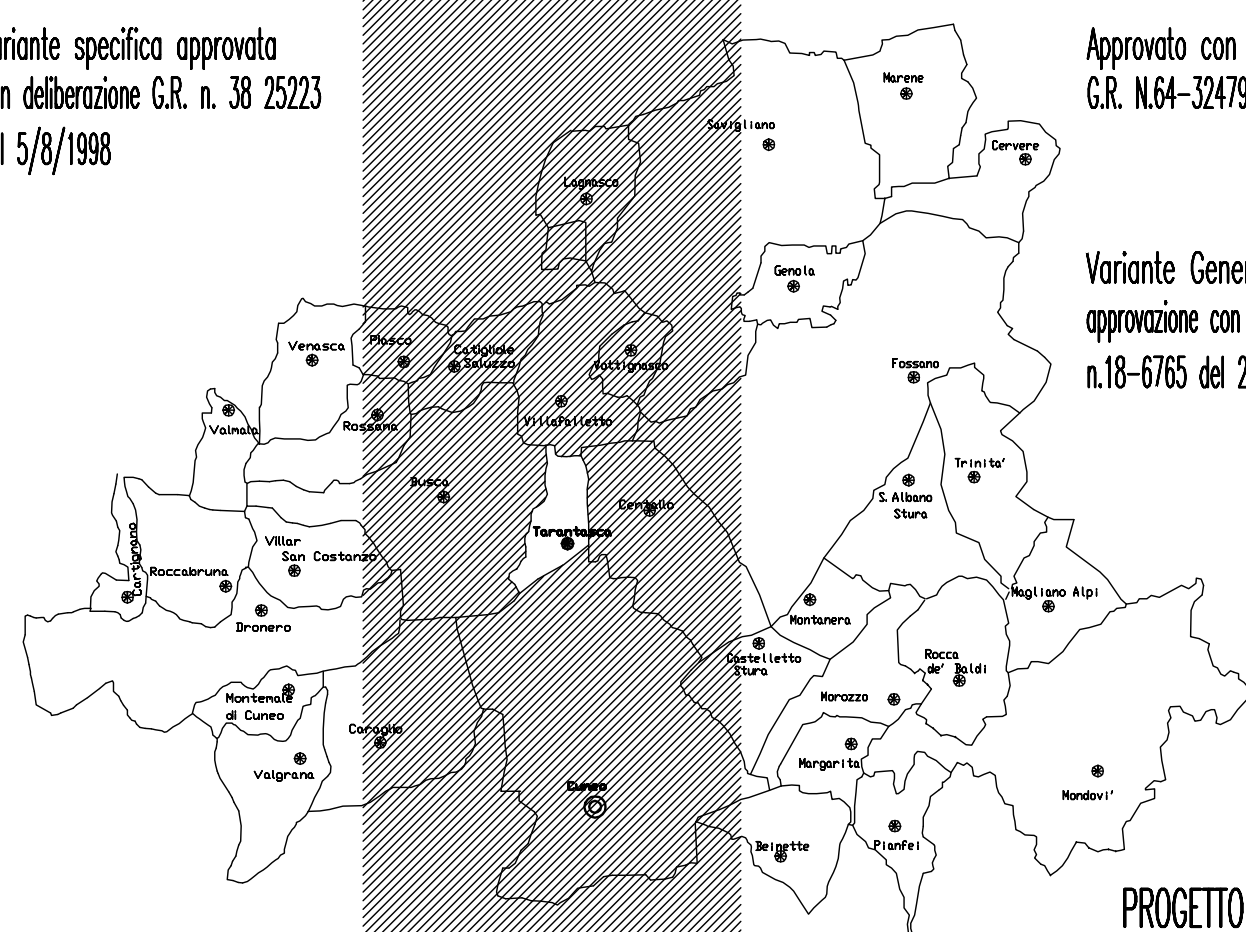 variante specifica approvata
n deliberazione G.R. n. 38 25223
l 5/8/1998
Approvato con
G.R. N.64-32479
Variante Gener
approvazione con
n.18-6765 del 2
Marene
Savigliano
Cervere
Lagnasco
Genola
Venasca
Piasco
Catigliole
Saluzzo
Vottignasco
Fossano
Valmala
Rossana
Villafalletto
Trinita'
Busca
S. Albano
Stura
Centallo
Tarantasca
Cartignano
Villar
San Costanzo
Roccabruna
Magliano Alpi
Dronero
Montanera
Castelletto
Stura
Rocca
de' Baldi
Montemale
di Cuneo
Morozzo
Caraglio
Valgrana
Margarita
Cuneo
Mondovi'
Beinette
Pianfei
PROGETTO